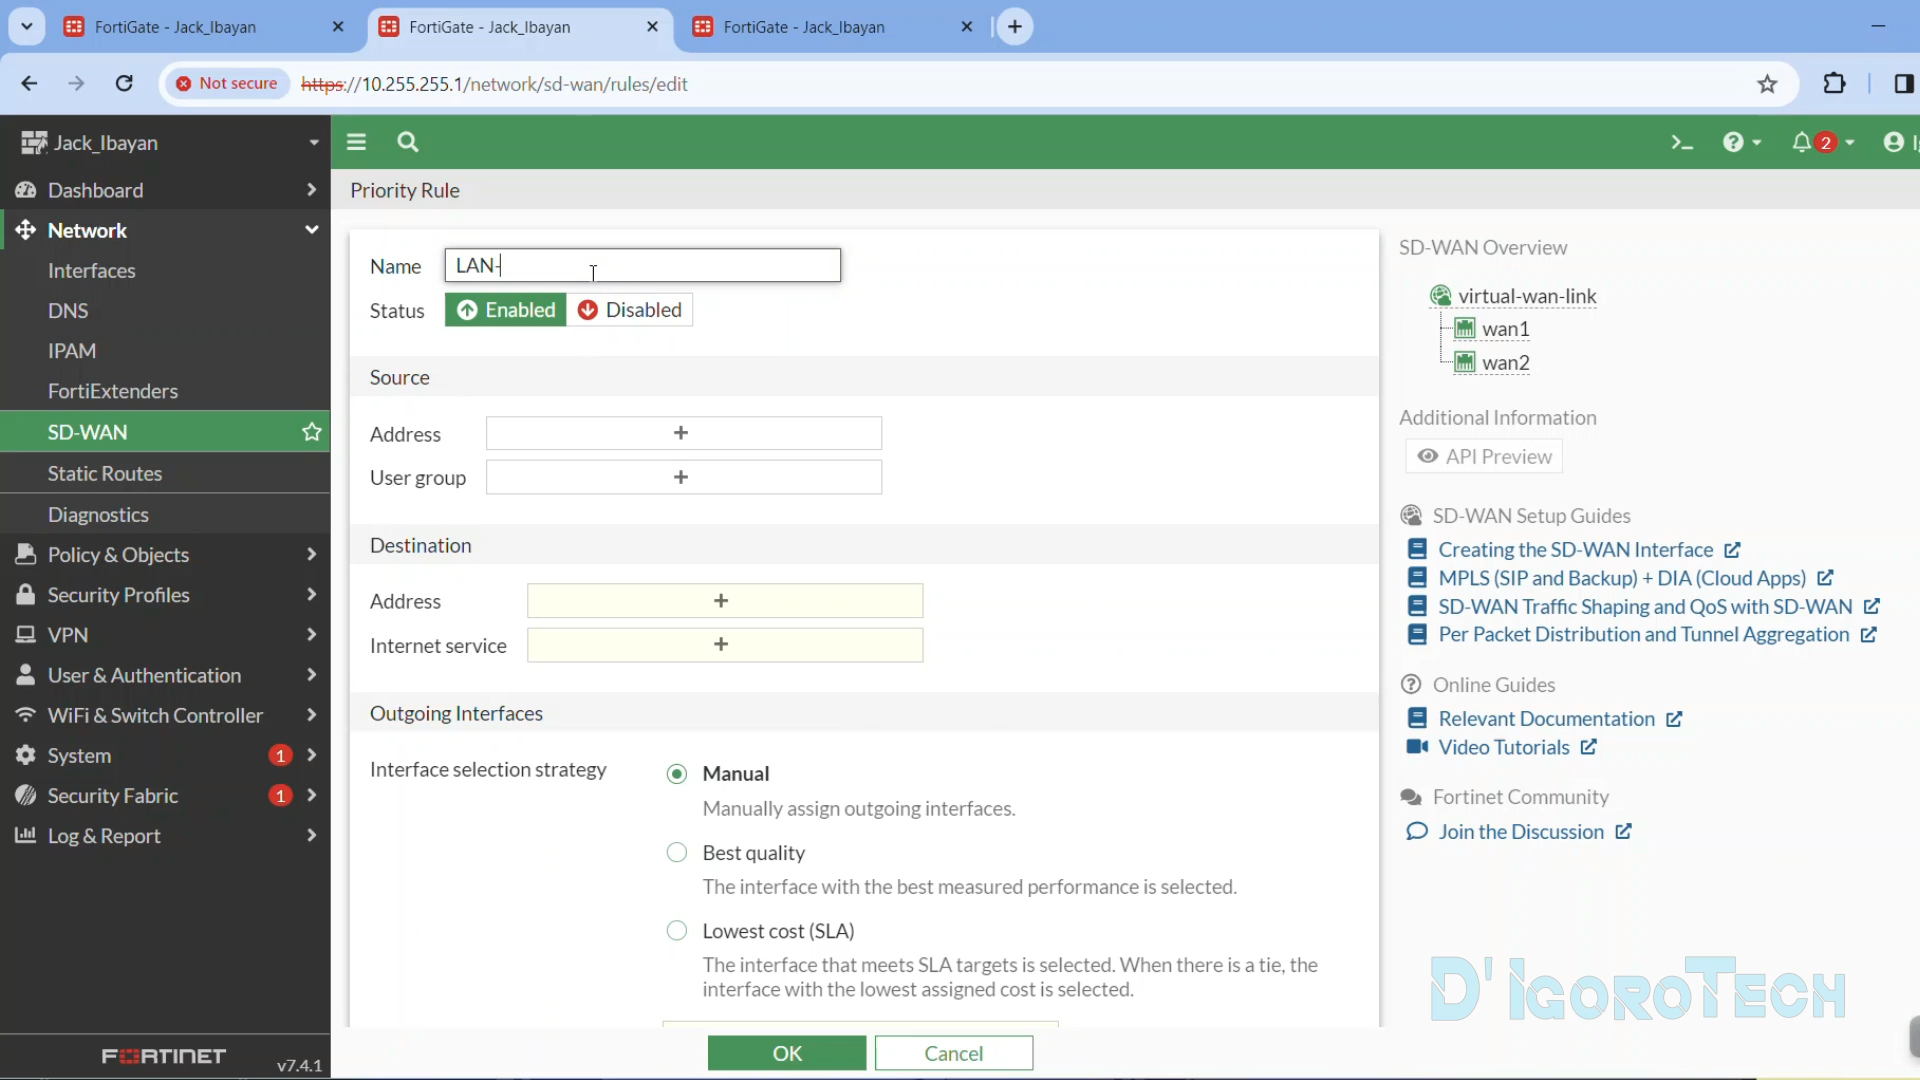 FortiGate - Jack_Ibayan
FortiGate - Jack_Ibayan
FortiGate - Jack_Ibayan
Not secure
https://10.255.255.1/network/sd-wan/rules/edit
Jack_Ibayan
2
Dashboard
Network
Interfaces
DNS
IPAM
FortiExtenders
SD-WAN
Static Routes
Diagnostics
Policy & Objects
Security Profiles
VPN
User & Authentication
WiFi & Switch Controller
System 1
Security Fabric 1
Log & Report
FORTINET
v7.4.1
Priority Rule
Name LAN-
Status Enabled Disabled
Source
Address
User group
Destination
Address
Internet service
Outgoing Interfaces
Interface selection strategy
Manual
Manually assign outgoing interfaces.
Best quality
The interface with the best measured performance is selected.
Lowest cost (SLA)
The interface that meets SLA targets is selected. When there is a tie, the
interface with the lowest assigned cost is selected.
OK Cancel
SD-WAN Overview
virtual-wan-link
wan1
wan2
Additional Information
API Preview
SD-WAN Setup Guides
Creating the SD-WAN Interface
MPLS (SIP and Backup) + DIA (Cloud Apps)
SD-WAN Traffic Shaping and QoS with SD-WAN
Per Packet Distribution and Tunnel Aggregation
Online Guides
Relevant Documentation
Video Tutorials
Fortinet Community
Join the Discussion
D'IGOROTECH